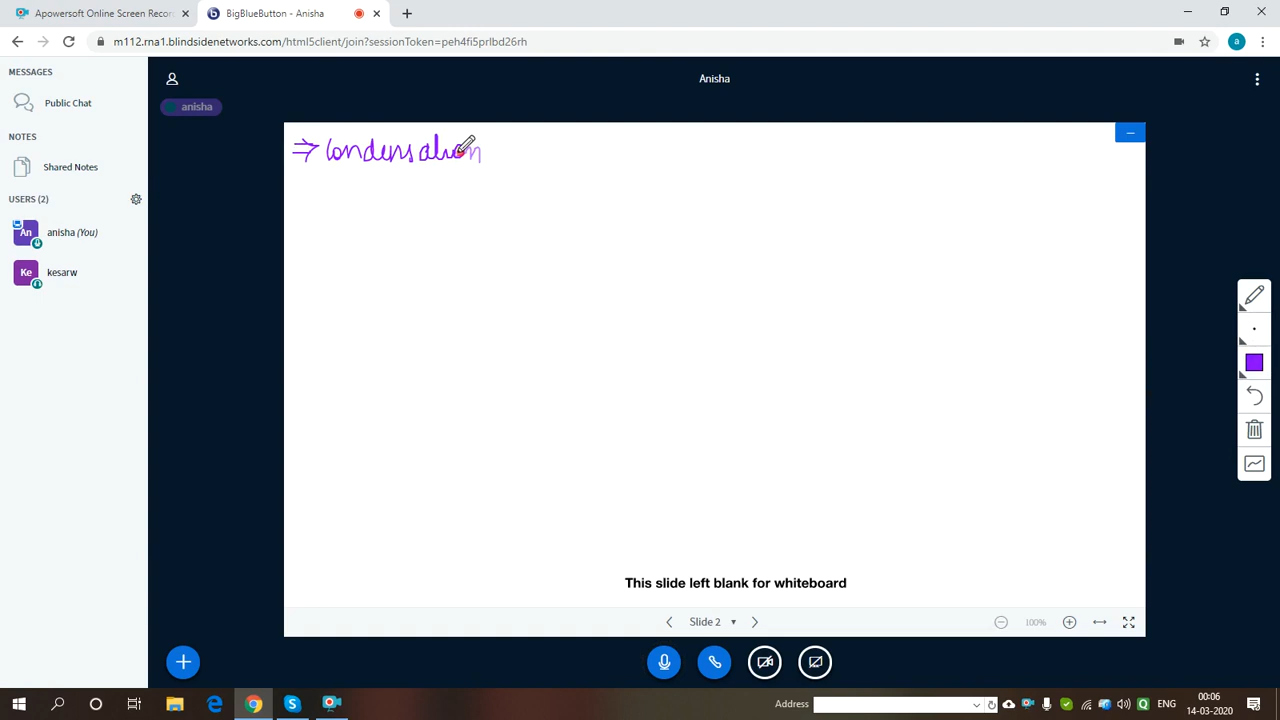 Apowersoft Online Screen Recor
BigBlueButton - Anisha
m112.rna1.blindsidenetworks.com/html5client/join?sessionToken=peh4fi5prlbd26rh
a
MESSAGES
Public Chat
NOTES
Shared Notes
USERS (2)
An
anisha (You)
Ke
kesarw
Anisha
anisha
⇒ Condensation
This slide left blank for whiteboard
Slide 2
100%
Address
ENG
00:06
14-03-2020